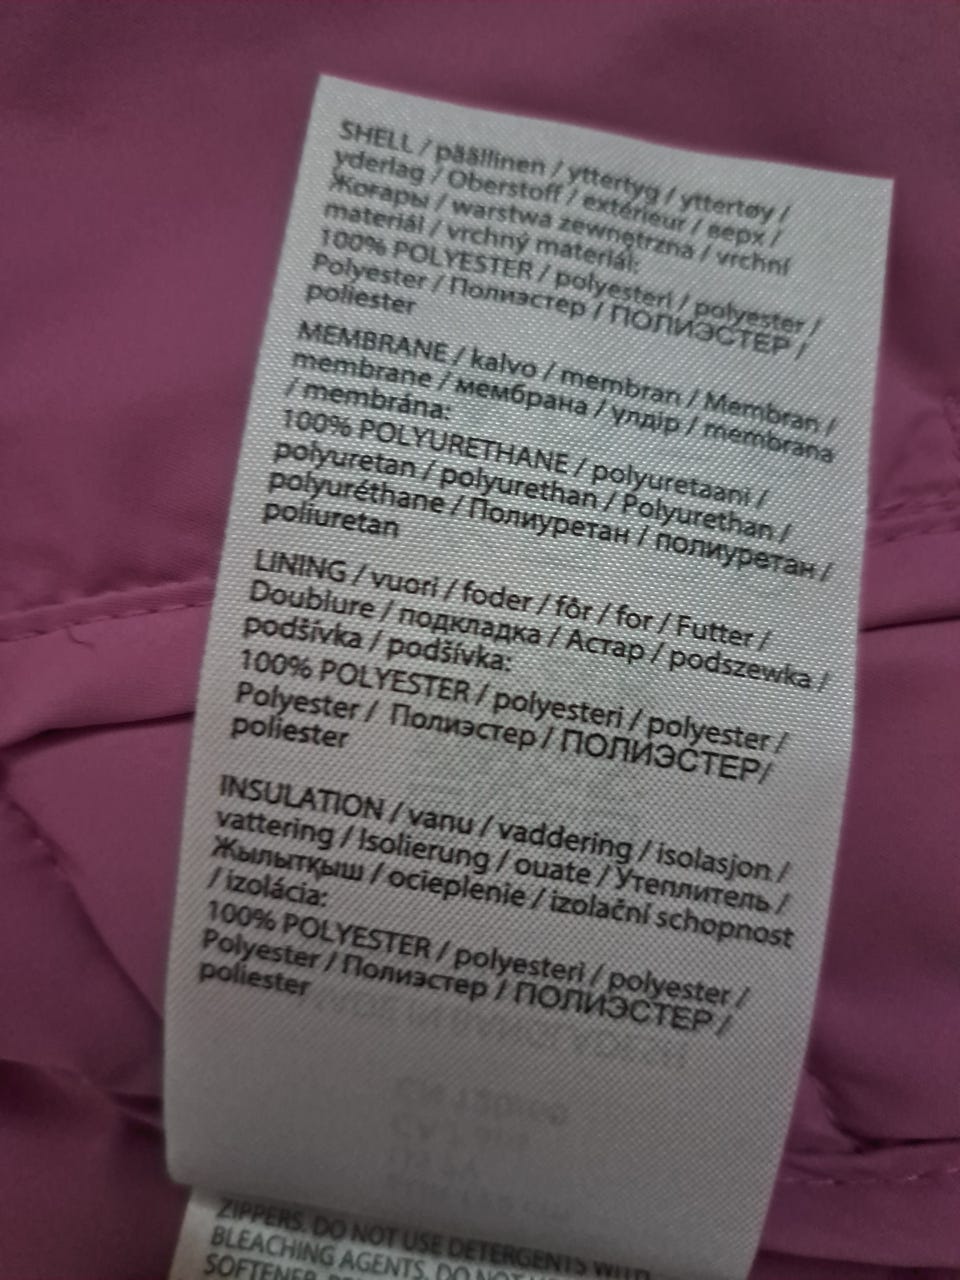 SHELL / päällinen / yttertyg / yttertøy /
yderlag / Oberstoff / extérieur / верх /
Жоғары / warstwa zewnętrzna / vrchní
materiál / vrchný materiál:
100% POLYESTER / polyesteri / polyester /
Polyester / Полиэстер / ПОЛИЭСТЕР /
poliester
MEMBRANE / kalvo / membran / Membran /
membrane / мембрана / үлдір / membrana
/ membrána:
100% POLYURETHANE / polyuretaani /
polyuretan / polyurethan / Polyurethan /
polyuréthane / Полиуретан / полиуретан /
poliuretan
LINING / vuori / foder / fôr / for / Futter /
Doublure / подкладка / Астар / podszewka /
podšívka / podšívka:
100% POLYESTER / polyesteri / polyester /
Polyester / Полиэстер / ПОЛИЭСТЕР/
poliester
INSULATION / vanu / vaddering / isolasjon /
vattering / Isolierung / ouate / Утеплитель /
Жылытқыш / ocieplenie / izolační schopnost
/ izolácia:
100% POLYESTER / polyesteri / polyester /
Polyester / Полиэстер / ПОЛИЭСТЕР /
poliester
ZIPPERS. DO NOT USE DETERGENTS WITH
BLEACHING AGENTS. DO NOT
SOFTENER.